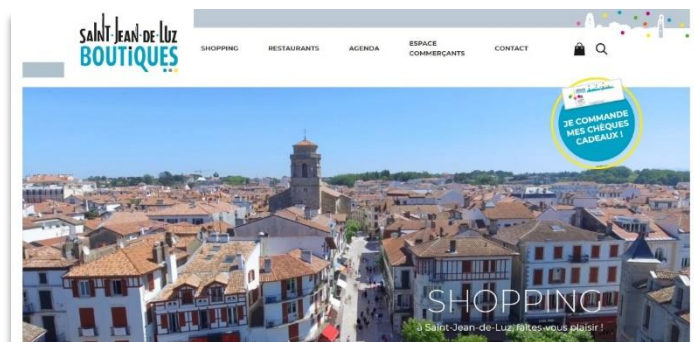 SAINT-JEAN-DE-LUZ
BOUTIQUES
SHOPPING
RESTAURANTS
AGENDA
ESPACE
COMMERÇANTS
CONTACT
JE COMMANDE
MES CHÈQUES
CADEAUX !
SHOPPING
à Saint-Jean-de-Luz, faites-vous plaisir !